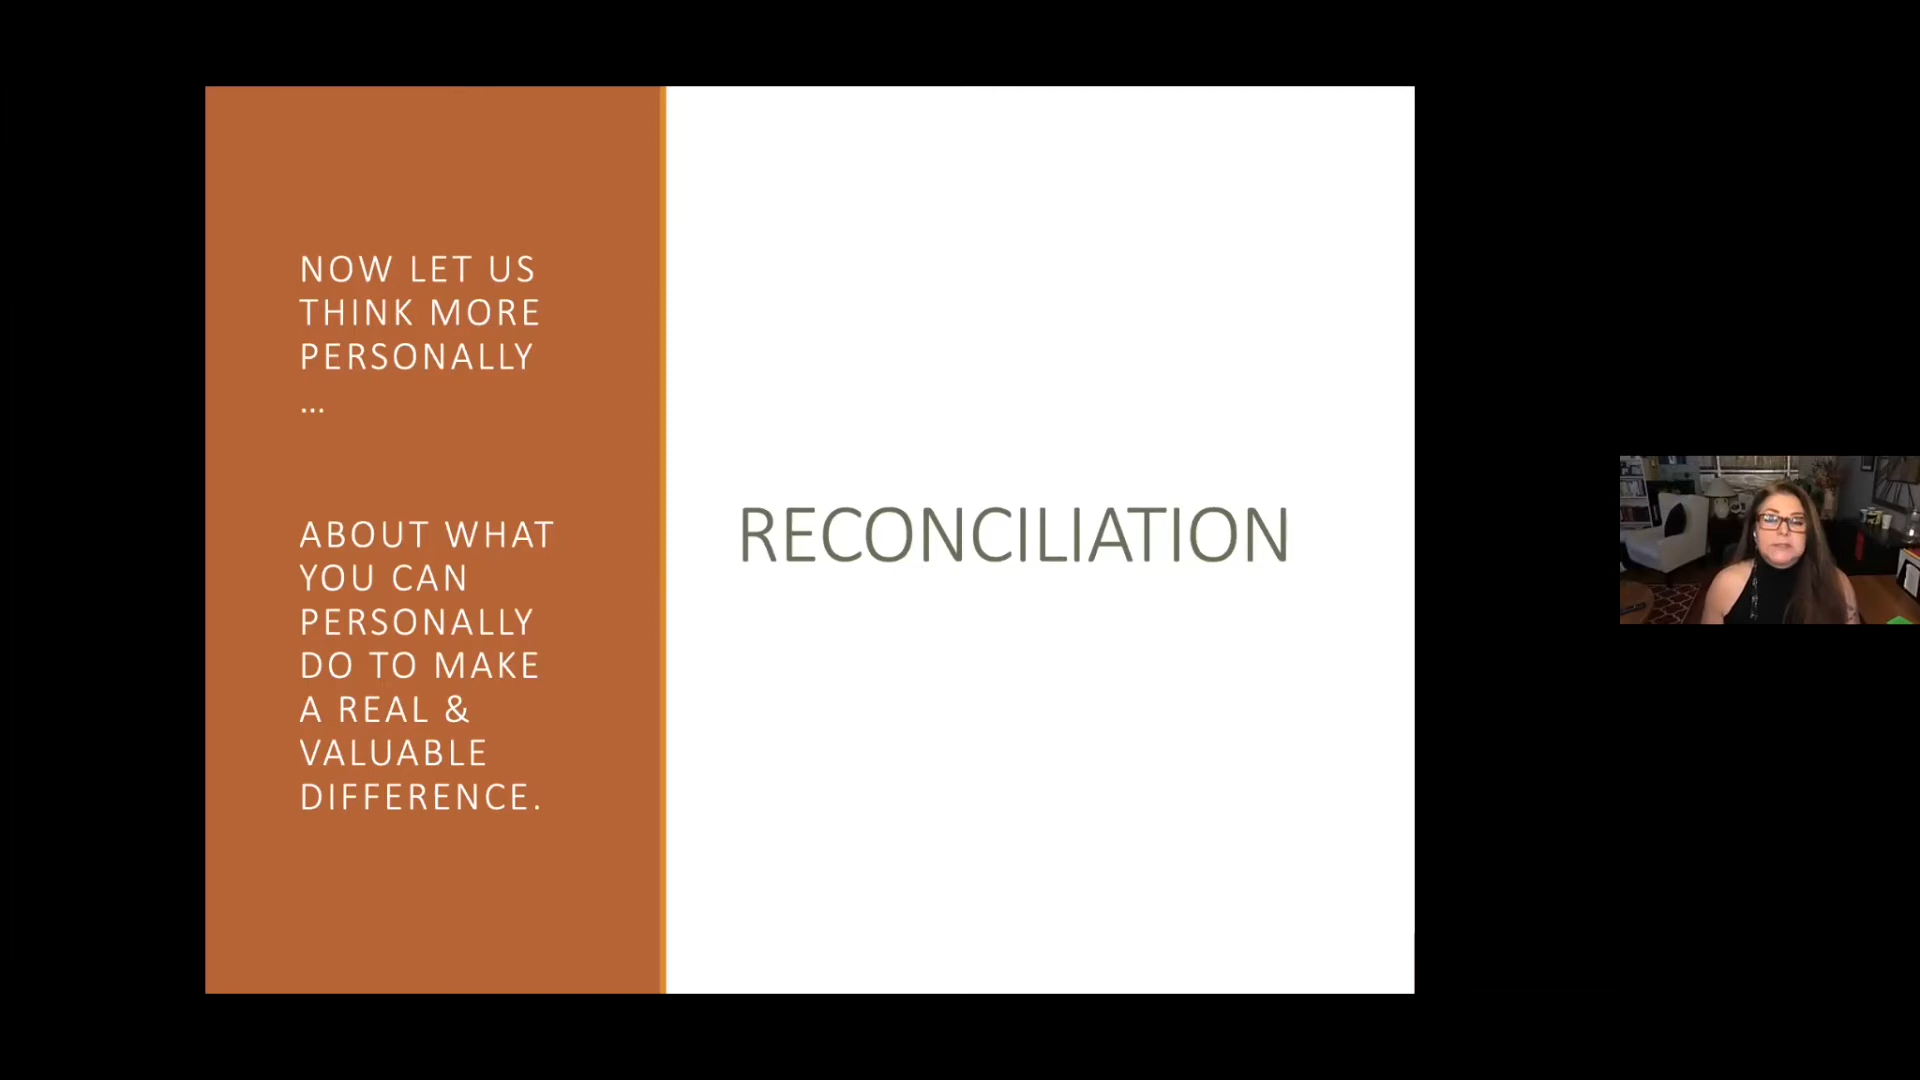 NOW LET US
THINK MORE
PERSONALLY
...
ABOUT WHAT
YOU CAN
PERSONALLY
DO TO MAKE
A REAL &
VALUABLE
DIFFERENCE.
RECONCILIATION